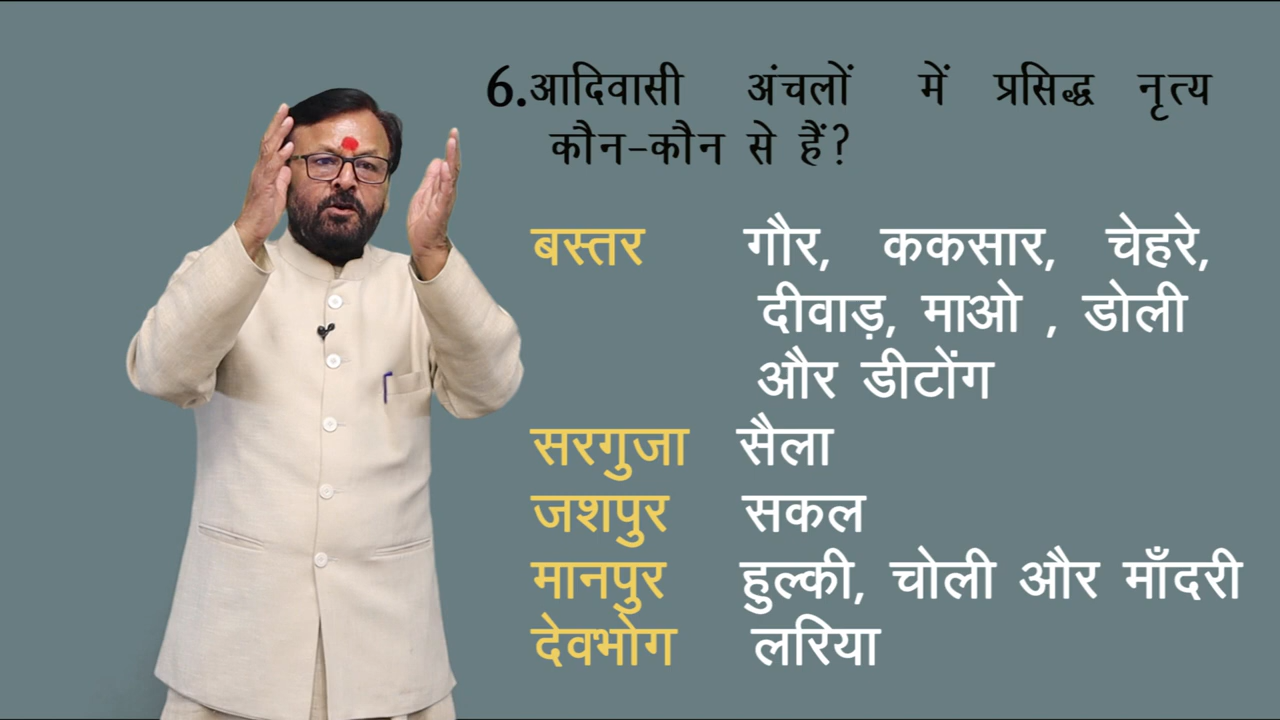 6.आदिवासी अंचलों में प्रसिद्ध नृत्य
कौन-कौन से हैं?
बस्तर गौर, ककसार, चेहरे,
दीवाड़, माओ , डोली
और डीटोंग
सरगुजा सैला
जशपुर सकल
मानपुर हुल्की, चोली और माँदरी
देवभोग लरिया